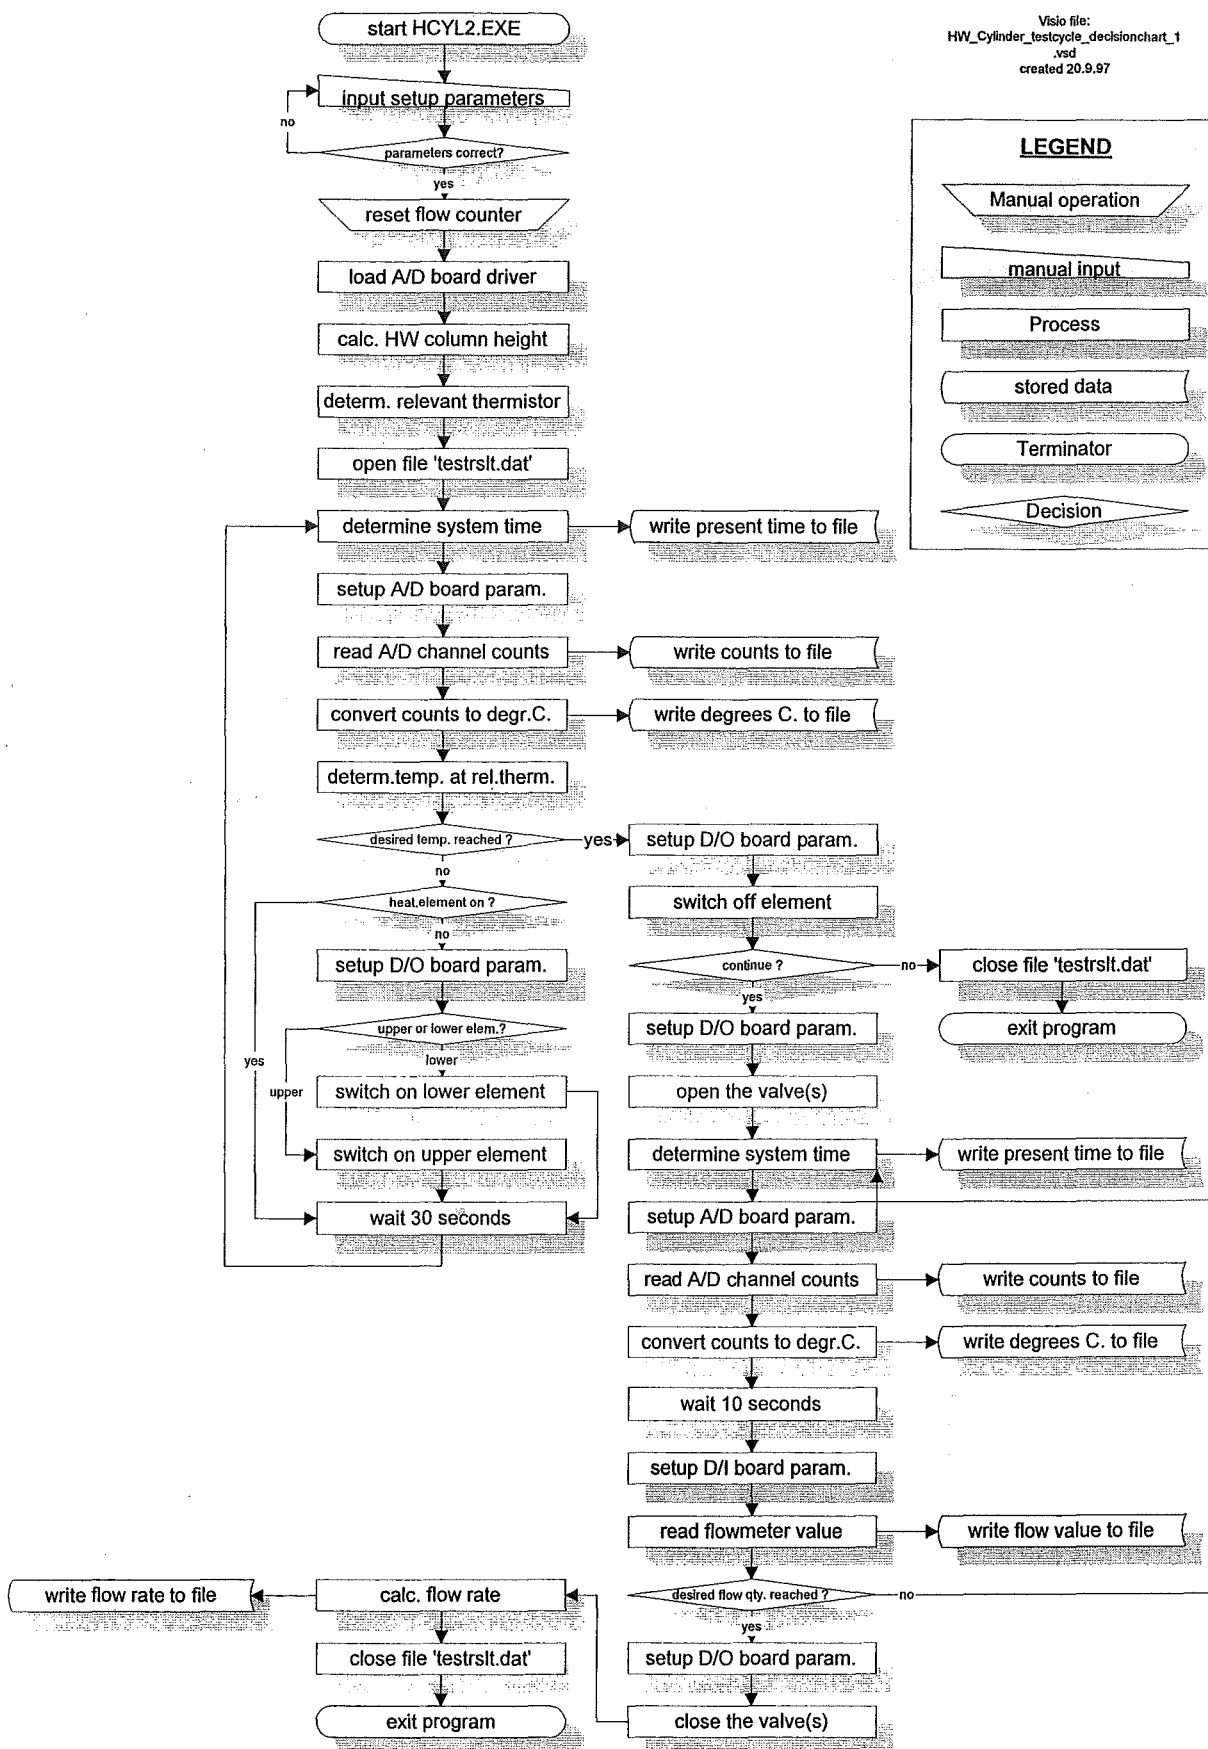 start HCYL2.EXE
Visio file:
HW_Cylinder_testcycle_decisionchart_1
.vsd
created 20.9.97
input setup parameters
no
parameters correct?
yes
reset flow counter
load A/D board driver
calc. HW column height
determ. relevant thermistor
open file 'testrslt.dat'
LEGEND
Manual operation
manual input
Process
stored data
Terminator
Decision
determine system time
write present time to file
setup A/D board param.
read A/D channel counts
write counts to file
convert counts to degr.C.
write degrees C. to file
determ.temp. at rel.therm.
desired temp. reached ?
yes
setup D/O board param.
no
heat.element on ?
switch off element
no
setup D/O board param.
continue ?
no
close file 'testrslt.dat'
yes
upper or lower elem.?
setup D/O board param.
exit program
yes
lower
upper
switch on lower element
open the valve(s)
switch on upper element
determine system time
write present time to file
wait 30 seconds
setup A/D board param.
read A/D channel counts
write counts to file
convert counts to degr.C.
write degrees C. to file
wait 10 seconds
setup D/I board param.
read flowmeter value
write flow value to file
desired flow qty. reached ?
no
yes
write flow rate to file
calc. flow rate
setup D/O board param.
close file 'testrslt.dat'
close the valve(s)
exit program